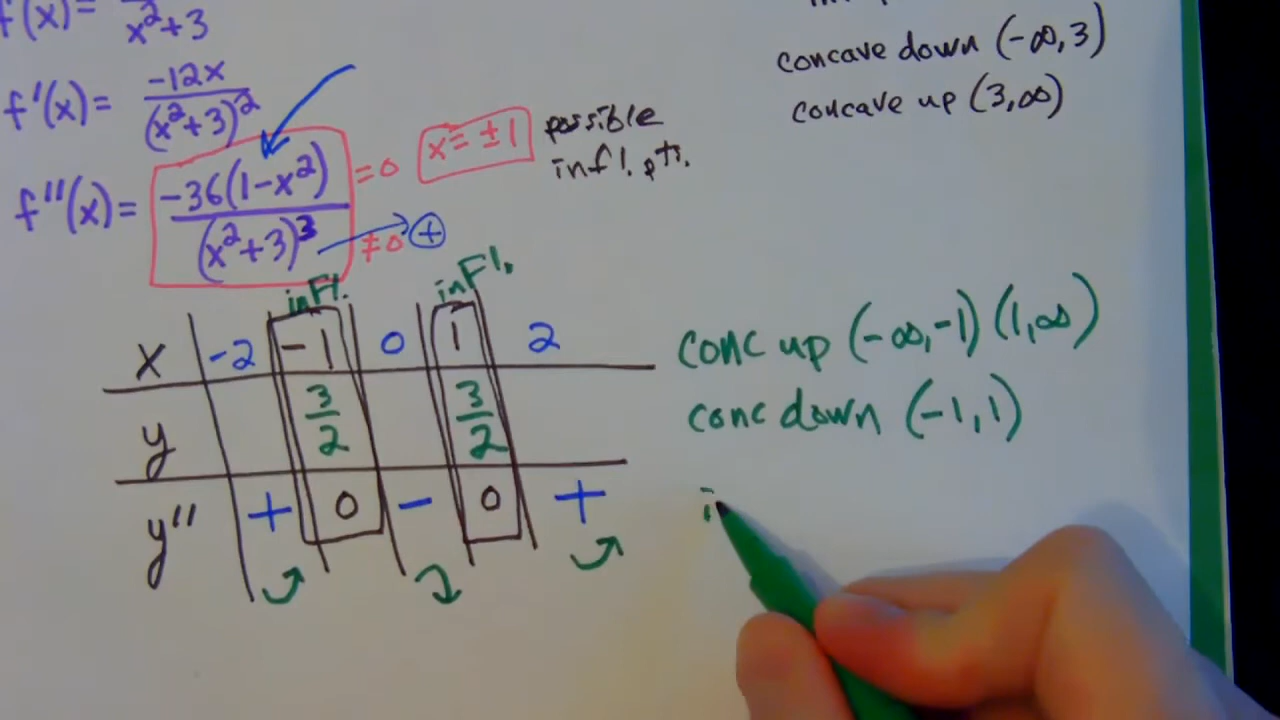 f(x) =
x²+3
f'(x) = -12x
(x²+3)²
f''(x) = -36(1-x²) = 0 x = ±1 possible
infl. pts.
(x²+3)³ ≠0 +
concave down (-∞, 3)
concave up (3, ∞)
infl. infl.
x -2 -1 0 1 2
y 3/2 3/2
y'' + 0 - 0 +
conc up (-∞, -1) (1, ∞)
conc down (-1, 1)
i